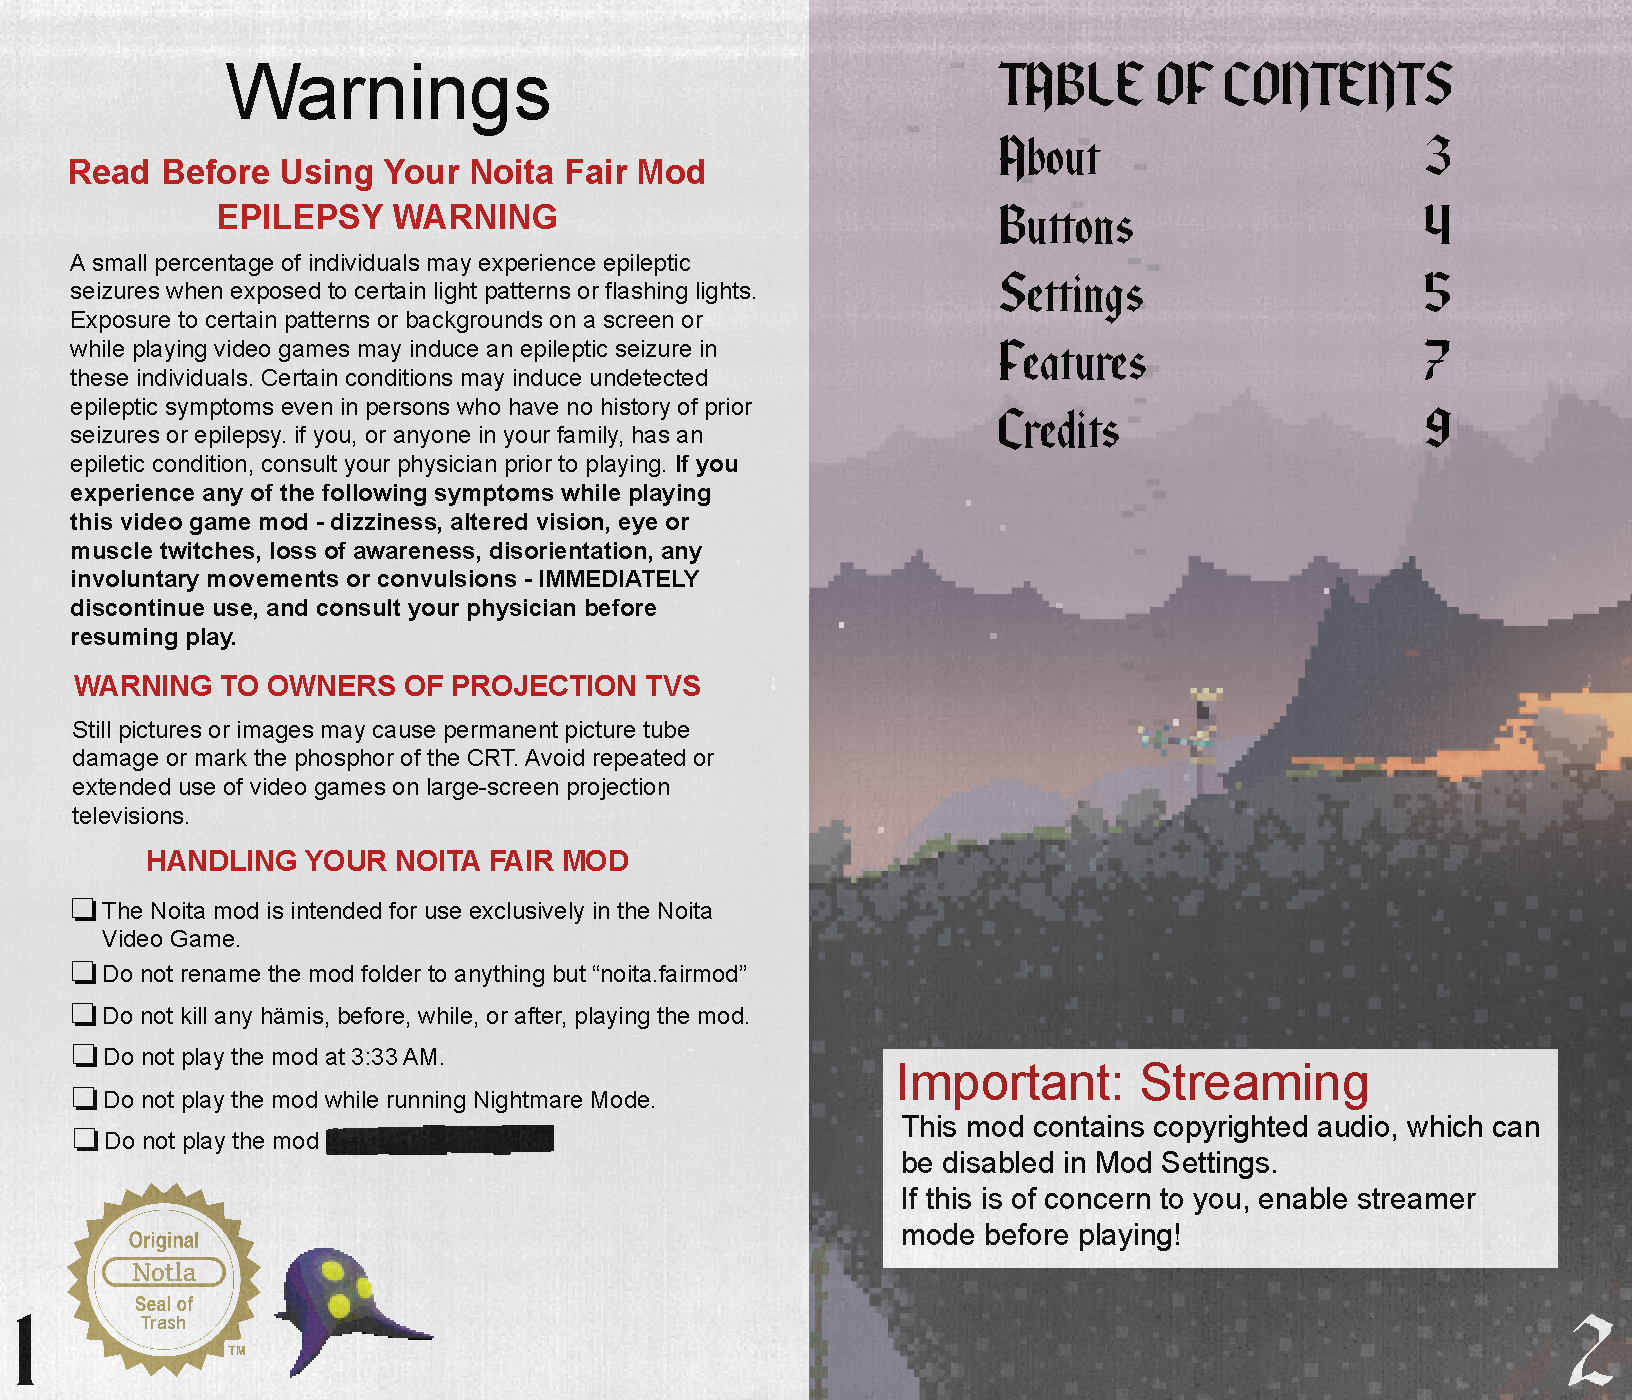 Warnings
Read Before Using Your Noita Fair Mod
EPILEPSY WARNING
A small percentage of individuals may experience epileptic
seizures when exposed to certain light patterns or flashing lights.
Exposure to certain patterns or backgrounds on a screen or
while playing video games may induce an epileptic seizure in
these individuals. Certain conditions may induce undetected
epileptic symptoms even in persons who have no history of prior
seizures or epilepsy. if you, or anyone in your family, has an
epiletic condition, consult your physician prior to playing. If you
experience any of the following symptoms while playing
this video game mod - dizziness, altered vision, eye or
muscle twitches, loss of awareness, disorientation, any
involuntary movements or convulsions - IMMEDIATELY
discontinue use, and consult your physician before
resuming play.
WARNING TO OWNERS OF PROJECTION TVS
Still pictures or images may cause permanent picture tube
damage or mark the phosphor of the CRT. Avoid repeated or
extended use of video games on large-screen projection
televisions.
HANDLING YOUR NOITA FAIR MOD
❏ The Noita mod is intended for use exclusively in the Noita
Video Game.
❏ Do not rename the mod folder to anything but “noita.fairmod”
❏ Do not kill any hämis, before, while, or after, playing the mod.
❏ Do not play the mod at 3:33 AM.
❏ Do not play the mod while running Nightmare Mode.
❏ Do not play the mod
Original
Notla
Seal of
Trash
TM
1
TABLE OF CONTENTS
About 3
Buttons 4
Settings 5
Features 7
Credits 9
Important: Streaming
This mod contains copyrighted audio, which can
be disabled in Mod Settings.
If this is of concern to you, enable streamer
mode before playing!
2